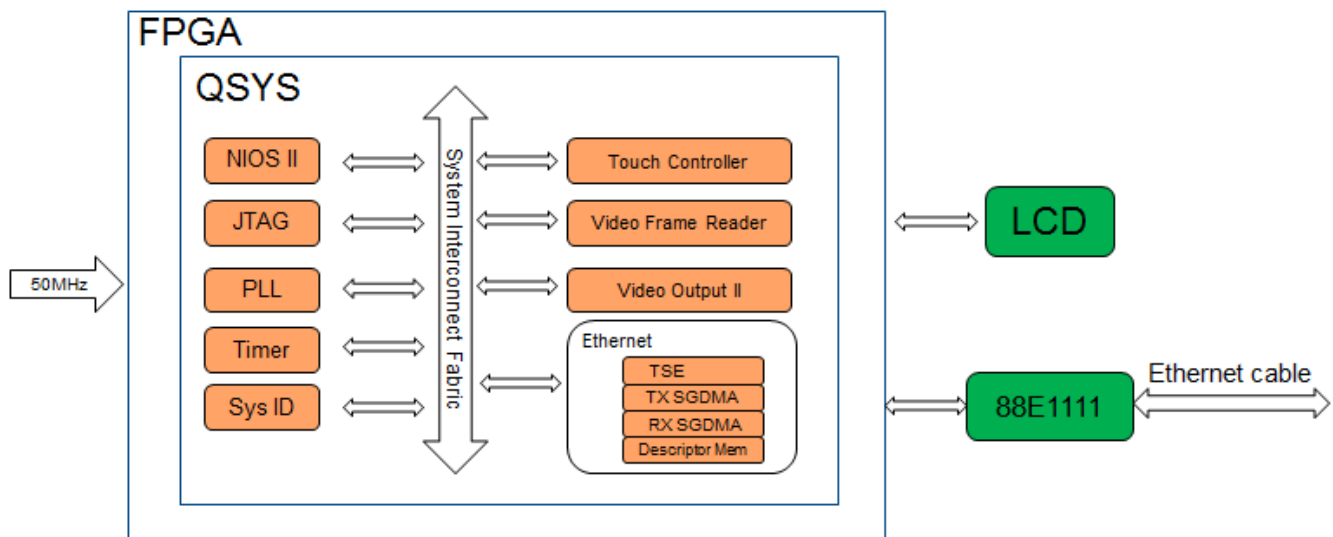 FPGA
QSYS
NIOS II
JTAG
PLL
Timer
Sys ID
System Interconnect Fabric
Touch Controller
Video Frame Reader
Video Output II
Ethernet
TSE
TX SGDMA
RX SGDMA
Descriptor Mem
50MHz
LCD
88E1111
Ethernet cable